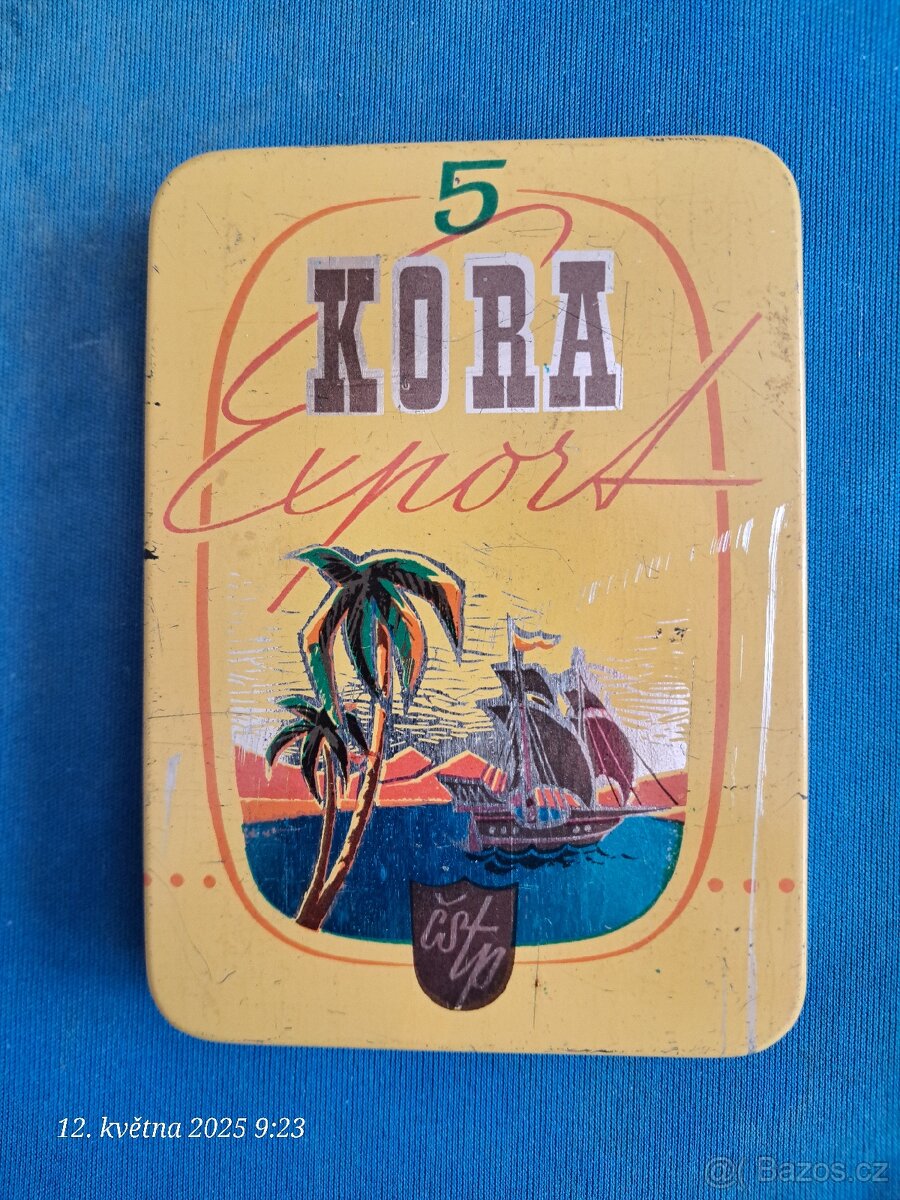 5
KORA
Export
čstp
12. května 2025 9:23
@( Bazos.cz